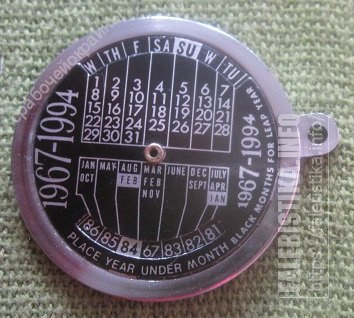 W TH F SA SU M TU
1 2 3 4 5 6 7
8 9 10 11 12 13 14
15 16 17 18 19 20 21
22 23 24 25 26 27 28
29 30 31
1967-1994
1967-1994
JAN MAY AUG MAR JUNE DEC JULY
OCT FEB FEB SEPT APR
NOV JAN
86 85 84 67 83 82 81
PLACE YEAR UNDER MONTH BLACK MONTHS FOR LEAP YEAR
FALERISTIKA.INFO